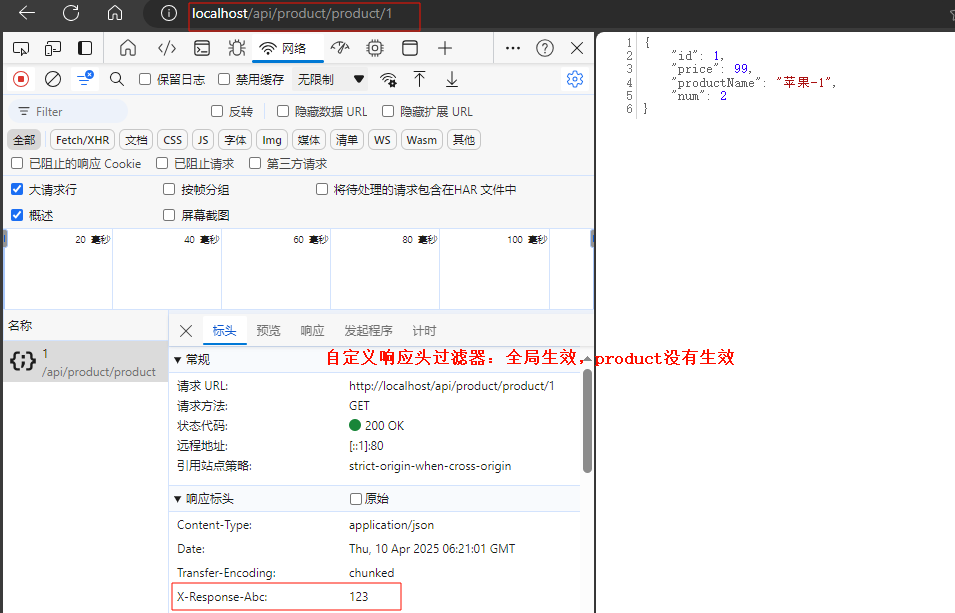 localhost/api/product/product/1
网络
保留日志 禁用缓存 无限制
Filter 反转 隐藏数据 URL 隐藏扩展 URL
全部 Fetch/XHR 文档 CSS JS 字体 Img 媒体 清单 WS Wasm 其他
已阻止的响应 Cookie 已阻止请求 第三方请求
大请求行 按帧分组 将待处理的请求包含在HAR 文件中
概述 屏幕截图
20 毫秒 40 毫秒 60 毫秒 80 毫秒 100 毫秒
名称
1
/api/product/product
标头 预览 响应 发起程序 计时
自定义响应头过滤器：全局生效，product没有生效
常规
请求 URL: http://localhost/api/product/product/1
请求方法: GET
状态代码: 200 OK
远程地址: [::1]:80
引用站点策略: strict-origin-when-cross-origin
响应标头 原始
Content-Type: application/json
Date: Thu, 10 Apr 2025 06:21:01 GMT
Transfer-Encoding: chunked
X-Response-Abc: 123
1 {
2 "id": 1,
3 "price": 99,
4 "productName": "苹果-1",
5 "num": 2
6 }